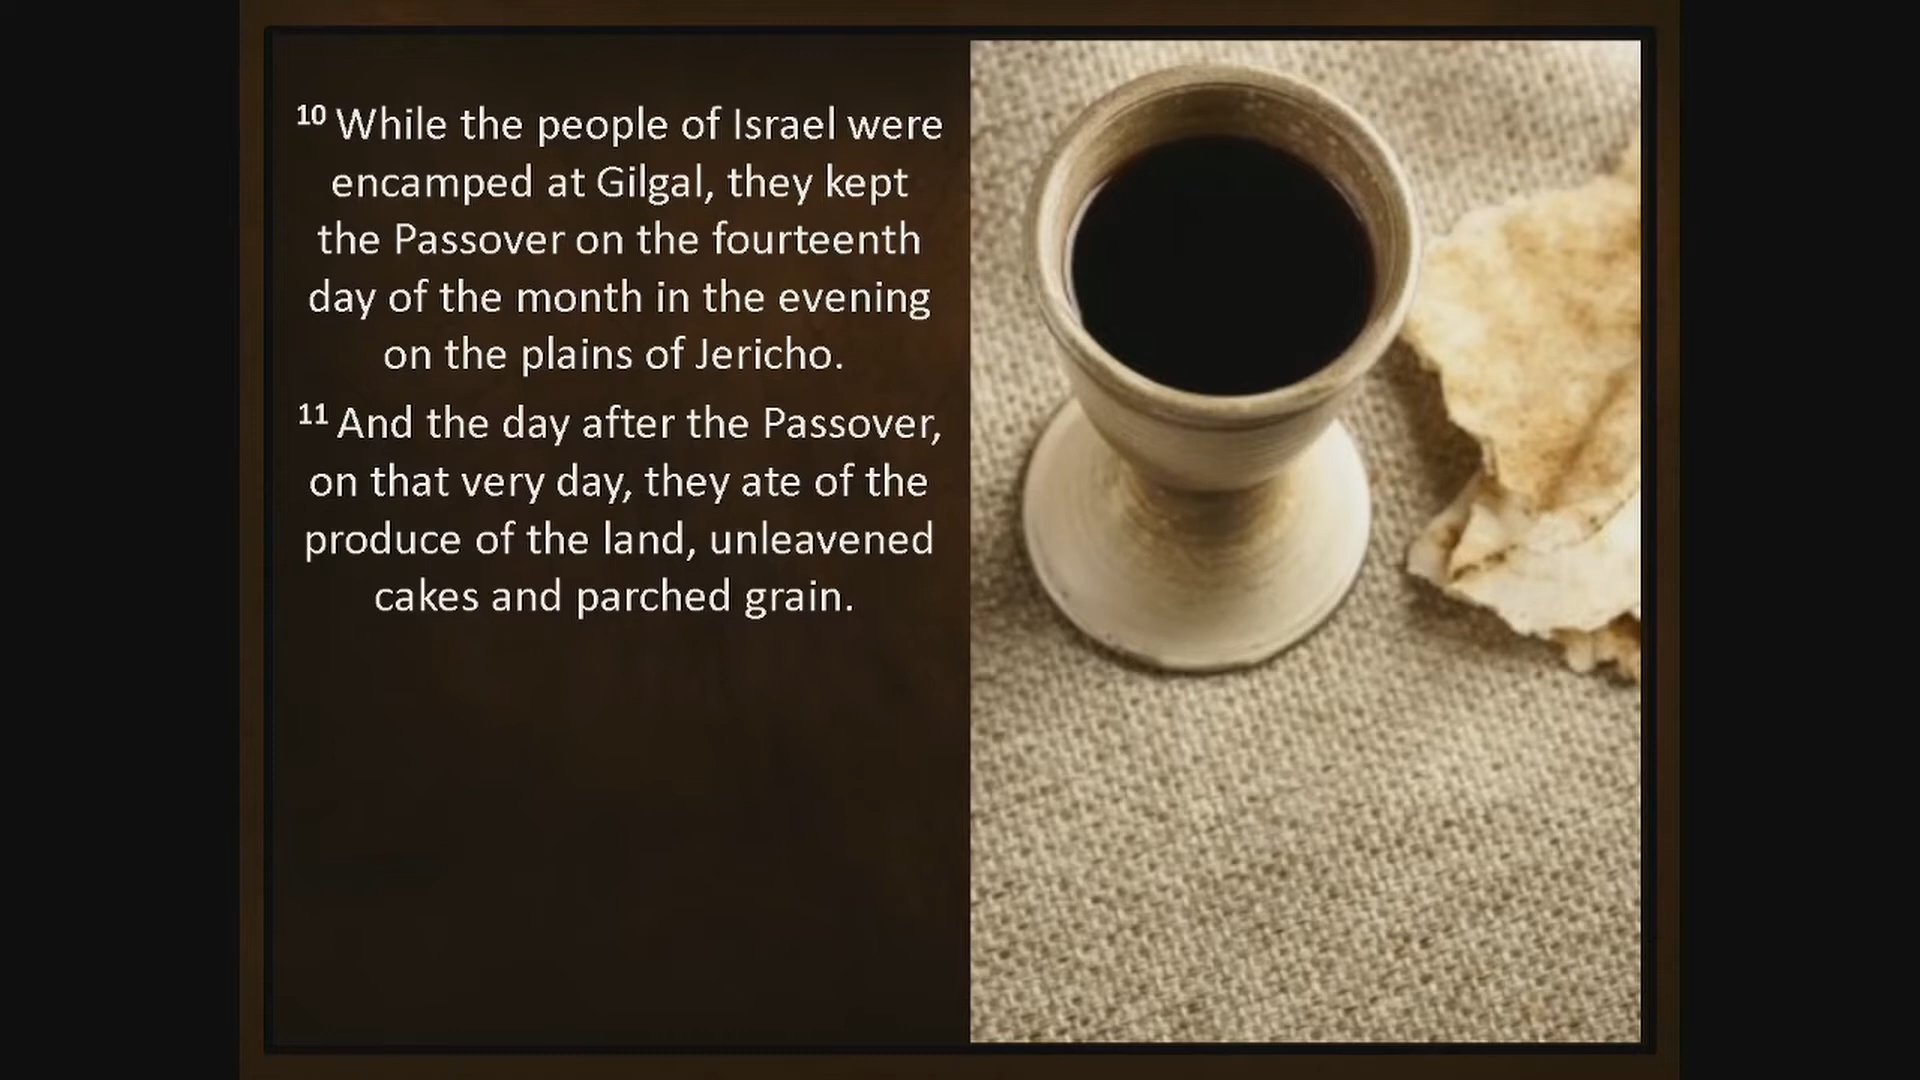 10 While the people of Israel were
encamped at Gilgal, they kept
the Passover on the fourteenth
day of the month in the evening
on the plains of Jericho.
11 And the day after the Passover,
on that very day, they ate of the
produce of the land, unleavened
cakes and parched grain.